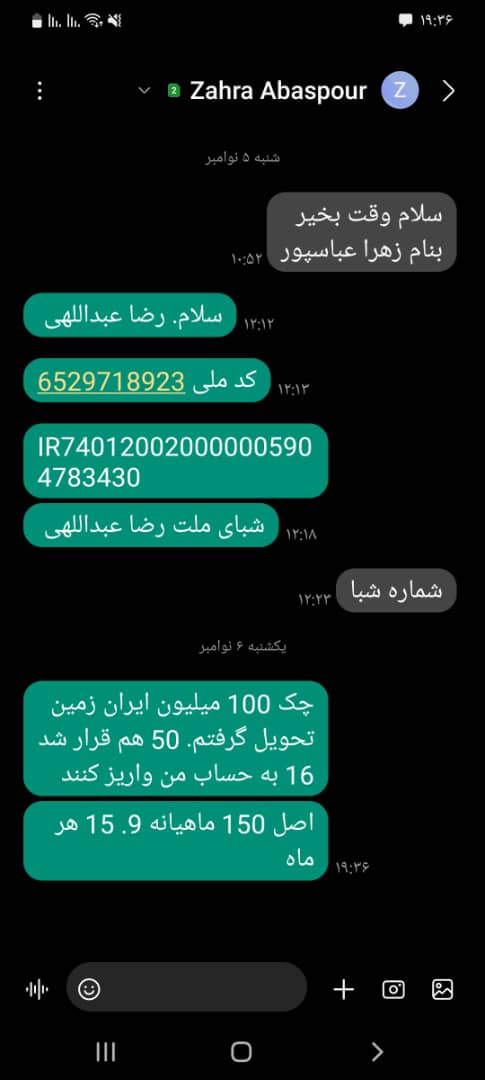 ۱۹:۳۶
Zahra Abaspour
Z
2
شنبه ۵ نوامبر
سلام وقت بخیر
بنام زهرا عباسپور
۱۰:۵۲
سلام. رضا عبداللهی
۱۲:۱۲
کد ملی 6529718923
۱۲:۱۳
IR74012002000000590
4783430
شبای ملت رضا عبداللهی
۱۲:۱۸
شماره شبا
۱۲:۲۳
یکشنبه ۶ نوامبر
چک 100 میلیون ایران زمین
تحویل گرفتم. 50 هم قرار شد
16 به حساب من واریز کنند
اصل 150 ماهیانه 9. 15 هر
ماه
۱۹:۳۶